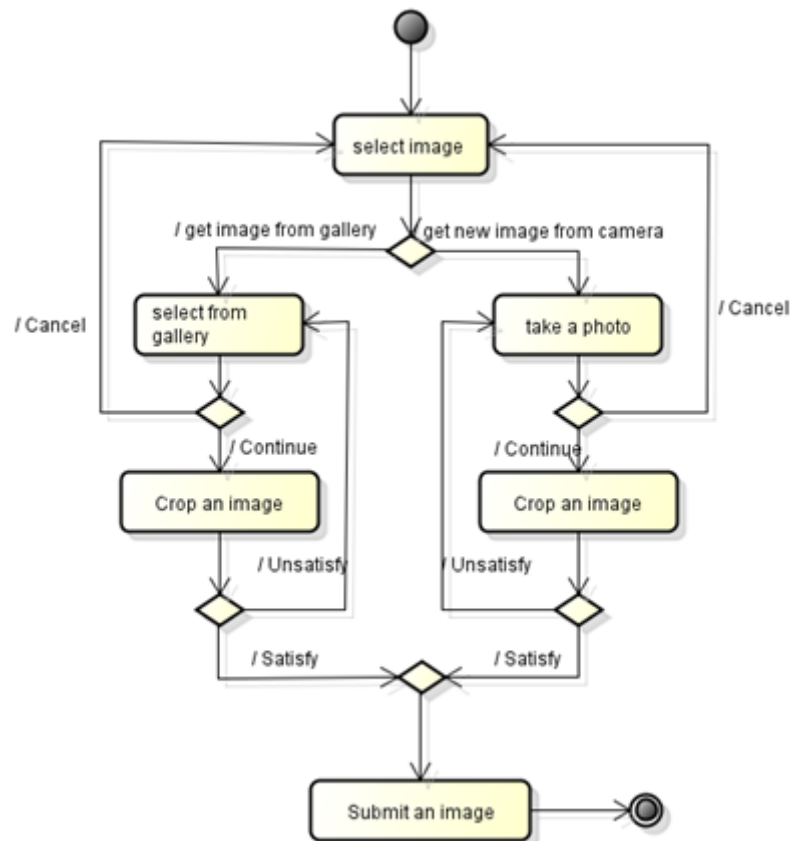 select image
/ get image from gallery
/ get new image from camera
select from
gallery
take a photo
/ Cancel
/ Cancel
/ Continue
/ Continue
Crop an image
Crop an image
/ Unsatisfy
/ Unsatisfy
/ Satisfy
/ Satisfy
Submit an image